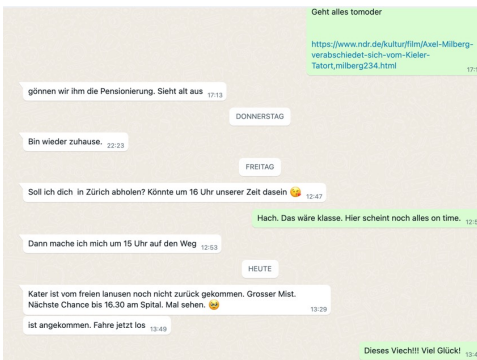 Geht alles tomoder
https://www.ndr.de/kultur/film/Axel-Milberg-
verabschiedet-sich-vom-Kieler-
Tatort,milberg234.html
gönnen wir ihm die Pensionierung. Sieht alt aus 17:13
DONNERSTAG
Bin wieder zuhause. 22:23
FREITAG
Soll ich dich in Zürich abholen? Könnte um 16 Uhr unserer Zeit dasein 😘 12:47
Hach. Das wäre klasse. Hier scheint noch alles on time.
Dann mache ich mich um 15 Uhr auf den Weg 12:53
HEUTE
Kater ist vom freien lanusen noch nicht zurück gekommen. Grosser Mist.
Nächste Chance bis 16.30 am Spital. Mal sehen. 🥹 13:29
ist angekommen. Fahre jetzt los 13:49
Dieses Viech!!! Viel Glück!